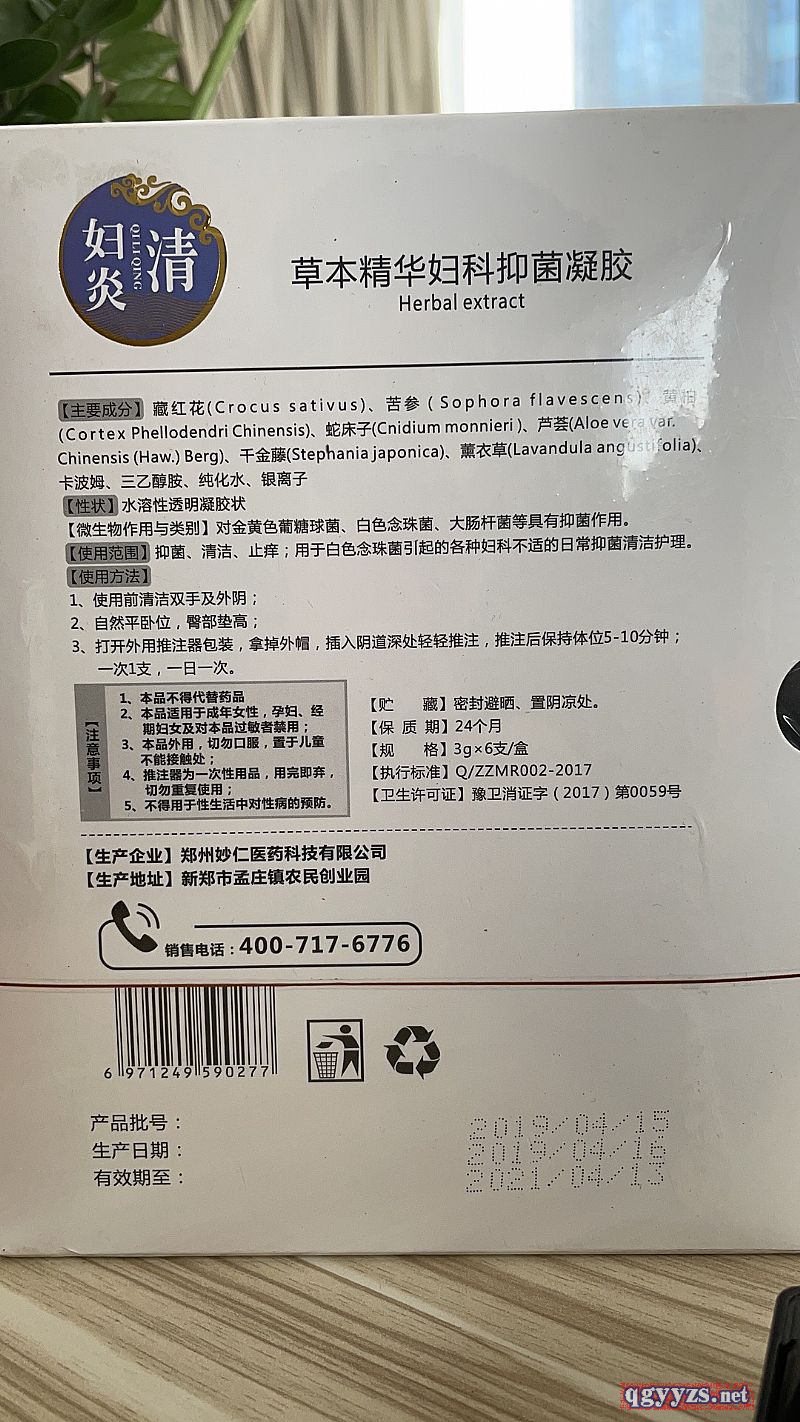 妇炎
清
QILIQING
草本精华妇科抑菌凝胶
Herbal extract
【主要成分】藏红花(Crocus sativus)、苦参(Sophora flavescens)、黄柏
(Cortex Phellodendri Chinensis)、蛇床子(Cnidium monnieri)、芦荟(Aloe vera var.
Chinensis (Haw.) Berg)、千金藤(Stephania japonica)、薰衣草(Lavandula angustifolia)、
卡波姆、三乙醇胺、纯化水、银离子
【性状】水溶性透明凝胶状
【微生物作用与类别】对金黄色葡糖球菌、白色念珠菌、大肠杆菌等具有抑菌作用。
【使用范围】抑菌、清洁、止痒；用于白色念珠菌引起的各种妇科不适的日常抑菌清洁护理。
【使用方法】
1、使用前清洁双手及外阴；
2、自然平卧位，臀部垫高；
3、打开外用推注器包装，拿掉外帽，插入阴道深处轻轻推注，推注后保持体位5-10分钟；
一次1支，一日一次。
【注意事项】
1、本品不得代替药品
2、本品适用于成年女性，孕妇、经
期妇女及对本品过敏者禁用；
3、本品外用，切勿口服，置于儿童
不能接触处；
4、推注器为一次性用品，用完即弃，
切勿重复使用；
5、不得用于性生活中对性病的预防。
【贮 藏】密封避晒、置阴凉处。
【保 质 期】24个月
【规 格】3g×6支/盒
【执行标准】Q/ZZMR002-2017
【卫生许可证】豫卫消证字（2017）第0059号
【生产企业】郑州妙仁医药科技有限公司
【生产地址】新郑市孟庄镇农民创业园
销售电话：400-717-6776
6 971249 590277
产品批号： 2019/04/15
生产日期： 2019/04/16
有效期至： 2021/04/13
qgyyzs.net